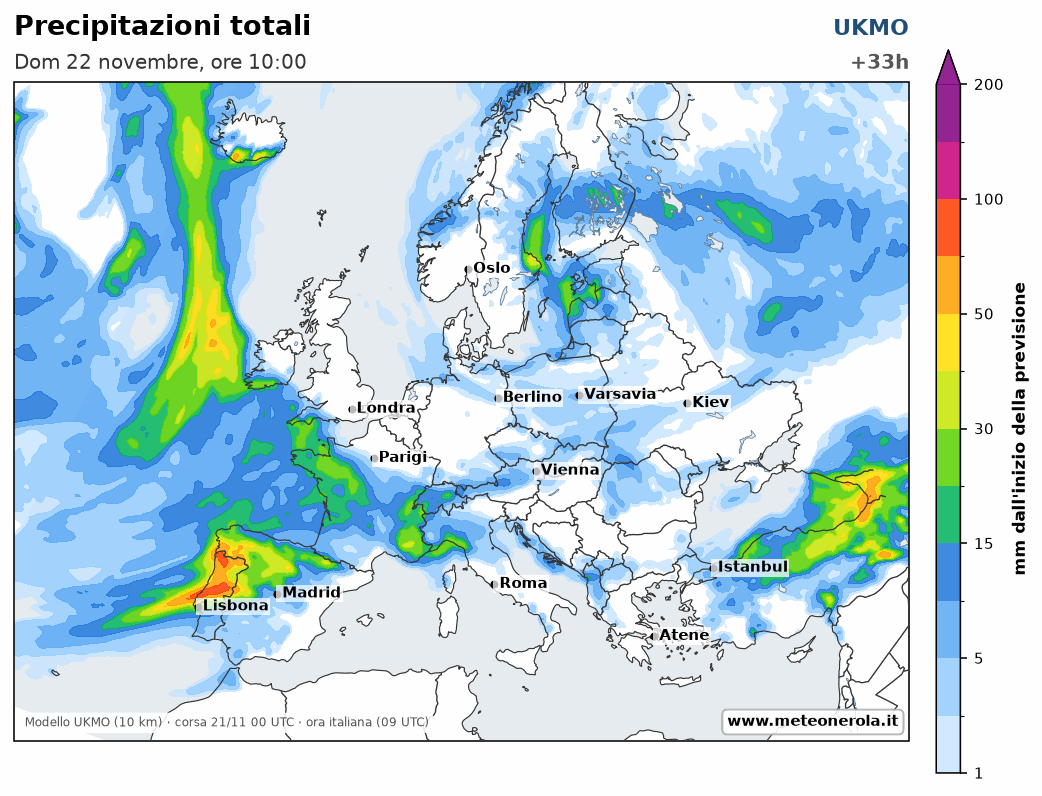 Precipitazioni totali
UKMO
Dom 22 novembre, ore 10:00
+33h
200
100
50
30
15
5
1
mm dall'inizio della previsione
Oslo
Berlino
Varsavia
Kiev
Londra
Parigi
Vienna
Istanbul
Roma
Madrid
Lisbona
Atene
Modello UKMO (10 km) · corsa 21/11 00 UTC · ora italiana (09 UTC)
www.meteonerola.it